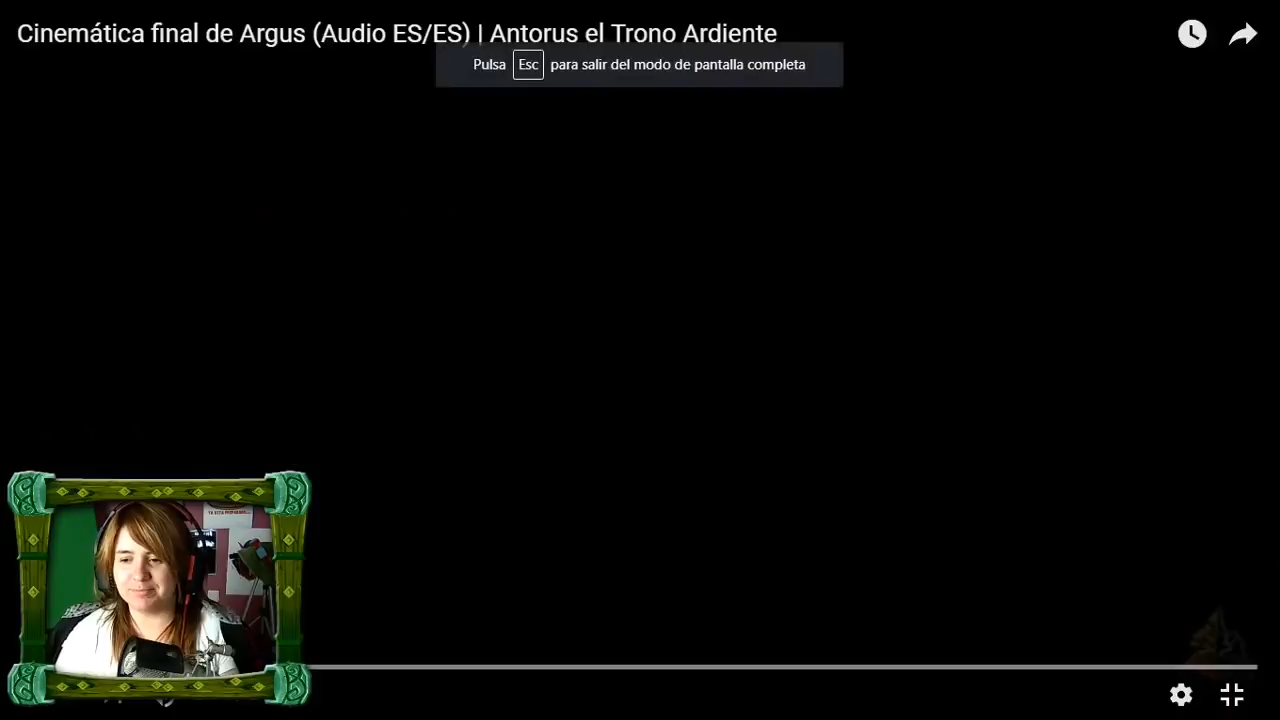 Cinemática final de Argus (Audio ES/ES) | Antorus el Trono Ardiente
Pulsa Esc para salir del modo de pantalla completa